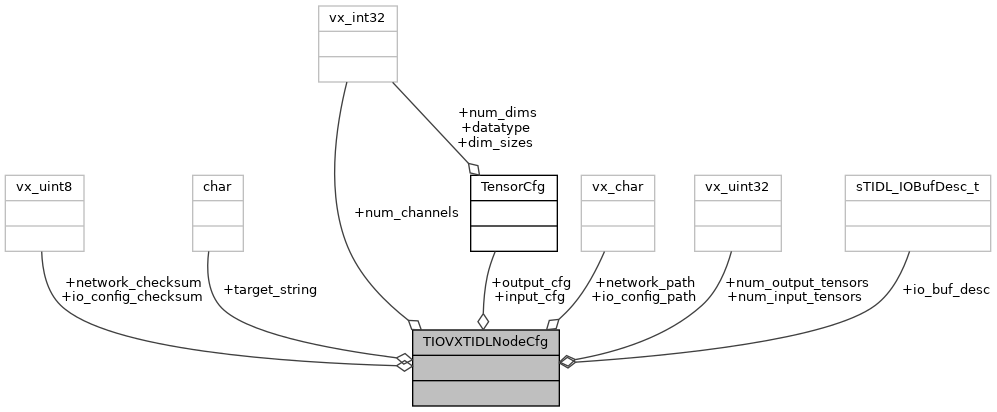 vx_int32
+num_dims
+datatype
+dim_sizes
vx_uint8
char
TensorCfg
vx_char
vx_uint32
sTIDL_IOBufDesc_t
+num_channels
+network_checksum
+io_config_checksum
+target_string
+output_cfg
+input_cfg
+network_path
+io_config_path
+num_output_tensors
+num_input_tensors
+io_buf_desc
TIOVXTIDLNodeCfg